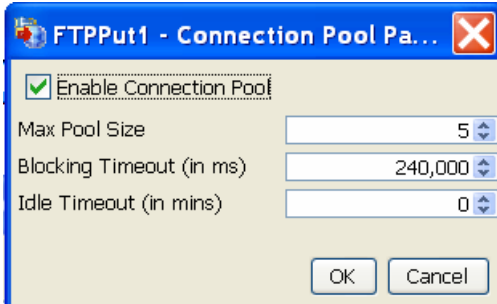 FTPPut1 - Connection Pool Pa...
Enable Connection Pool
Max Pool Size 5
Blocking Timeout (in ms) 240,000
Idle Timeout (in mins) 0
OK Cancel